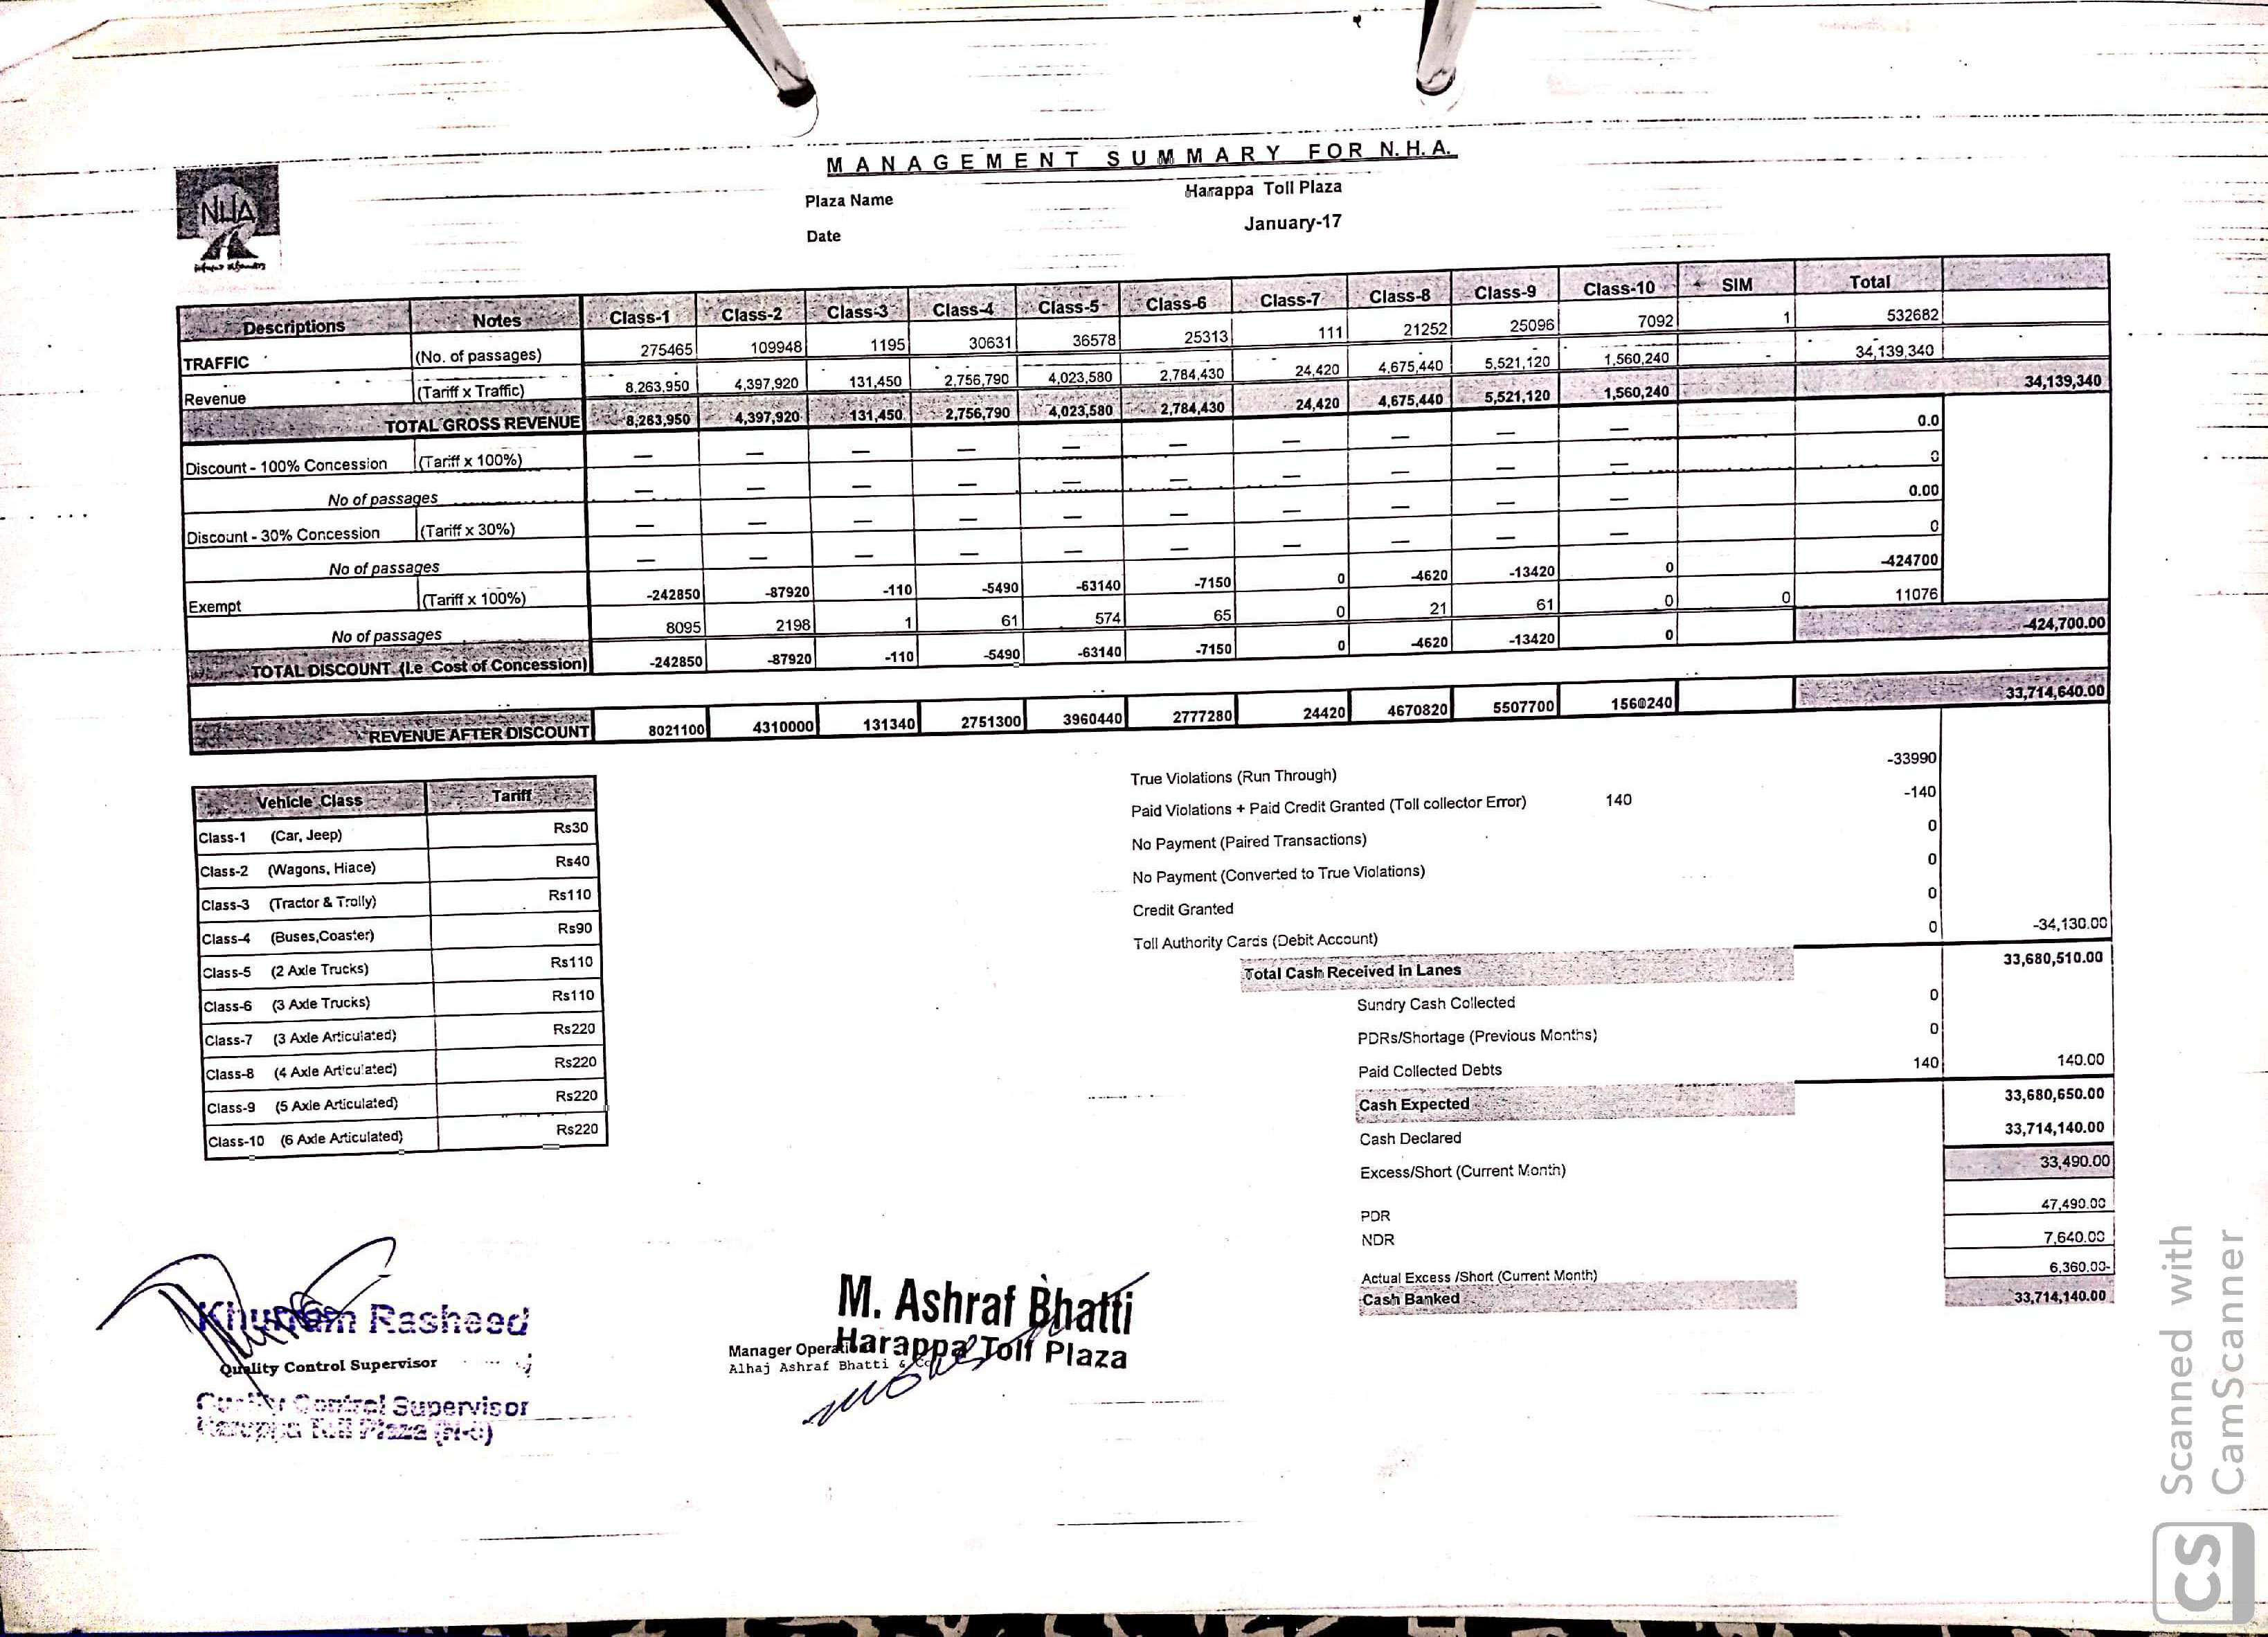 MANAGEMENT SUMMARY FOR N.H.A.
NHA
Plaza Name Harappa Toll Plaza
Date January-17
Descriptions Notes Class-1 Class-2 Class-3 Class-4 Class-5 Class-6 Class-7 Class-8 Class-9 Class-10 SIM Total
TRAFFIC (No. of passages) 275465 109948 1195 30631 36578 25313 111 21252 25096 7092 1 532682
Revenue (Tariff x Traffic) 8,263,950 4,397,920 131,450 2,756,790 4,023,580 2,784,430 24,420 4,675,440 5,521,120 1,560,240 - 34,139,340
TOTAL GROSS REVENUE 8,263,950 4,397,920 131,450 2,756,790 4,023,580 2,784,430 24,420 4,675,440 5,521,120 1,560,240 34,139,340
Discount - 100% Concession (Tariff x 100%) — — — — — — — — — — 0.0
No of passages — — — — — — — — — — 0
Discount - 30% Concession (Tariff x 30%) — — — — — — — — — — 0.00
No of passages — — — — — — — — — — 0
Exempt (Tariff x 100%) -242850 -87920 -110 -5490 -63140 -7150 0 -4620 -13420 0 -424700
No of passages 8095 2198 1 61 574 65 0 21 61 0 0 11076
TOTAL DISCOUNT (I.e Cost of Concession) -242850 -87920 -110 -5490 -63140 -7150 0 -4620 -13420 0 -424,700.00
REVENUE AFTER DISCOUNT 8021100 4310000 131340 2751300 3960440 2777280 24420 4670820 5507700 1560240 33,714,640.00
Vehicle Class Tariff
Class-1 (Car, Jeep) Rs30
Class-2 (Wagons, Hiace) Rs40
Class-3 (Tractor & Trolly) Rs110
Class-4 (Buses,Coaster) Rs90
Class-5 (2 Axle Trucks) Rs110
Class-6 (3 Axle Trucks) Rs110
Class-7 (3 Axle Articulated) Rs220
Class-8 (4 Axle Articulated) Rs220
Class-9 (5 Axle Articulated) Rs220
Class-10 (6 Axle Articulated) Rs220
True Violations (Run Through) -33990
Paid Violations + Paid Credit Granted (Toll collector Error) 140 -140
No Payment (Paired Transactions) 0
No Payment (Converted to True Violations) 0
Credit Granted 0
Toll Authority Cards (Debit Account) 0 -34,130.00
Total Cash Received in Lanes 33,680,510.00
Sundry Cash Collected 0
PDRs/Shortage (Previous Months) 0
Paid Collected Debts 140 140.00
Cash Expected 33,680,650.00
Cash Declared 33,714,140.00
Excess/Short (Current Month) 33,490.00
PDR 47,490.00
NDR 7,640.00
Actual Excess /Short (Current Month) 6,360.00-
Cash Banked 33,714,140.00
Khurram Rasheed
Quality Control Supervisor
Quality Control Supervisor
Harappa Toll Plaza
M. Ashraf Bhatti
Harappa Toll Plaza
Manager
Alhaj Ashraf Bhatti & Co
Scanned with
CamScanner
CS